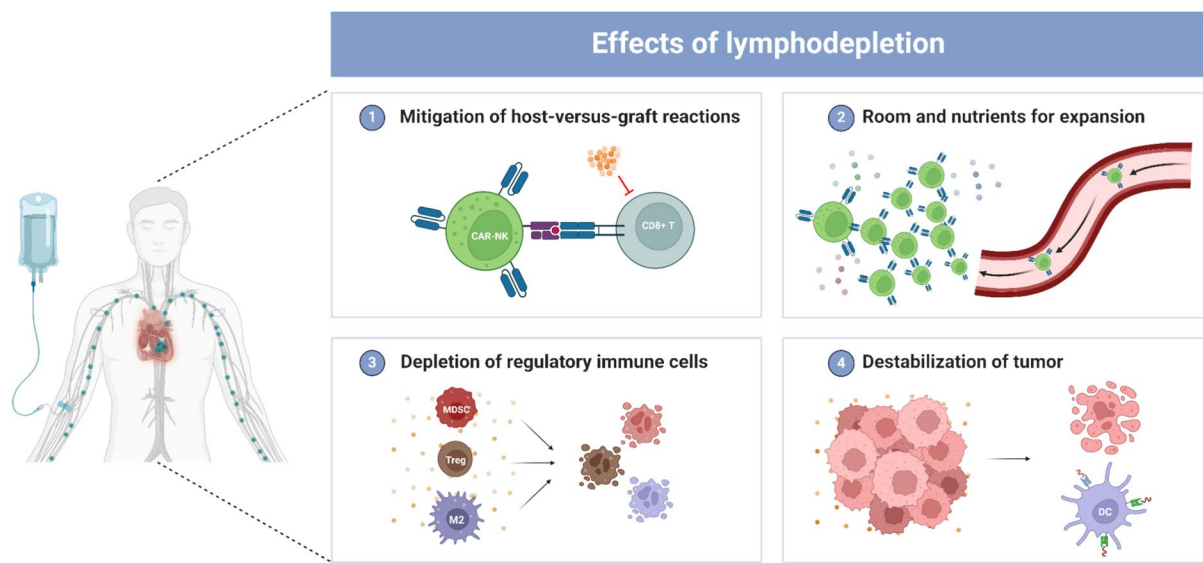 Effects of lymphodepletion
1 Mitigation of host-versus-graft reactions
CAR-NK
CD8+ T
2 Room and nutrients for expansion
3 Depletion of regulatory immune cells
MDSC
Treg
M2
4 Destabilization of tumor
DC